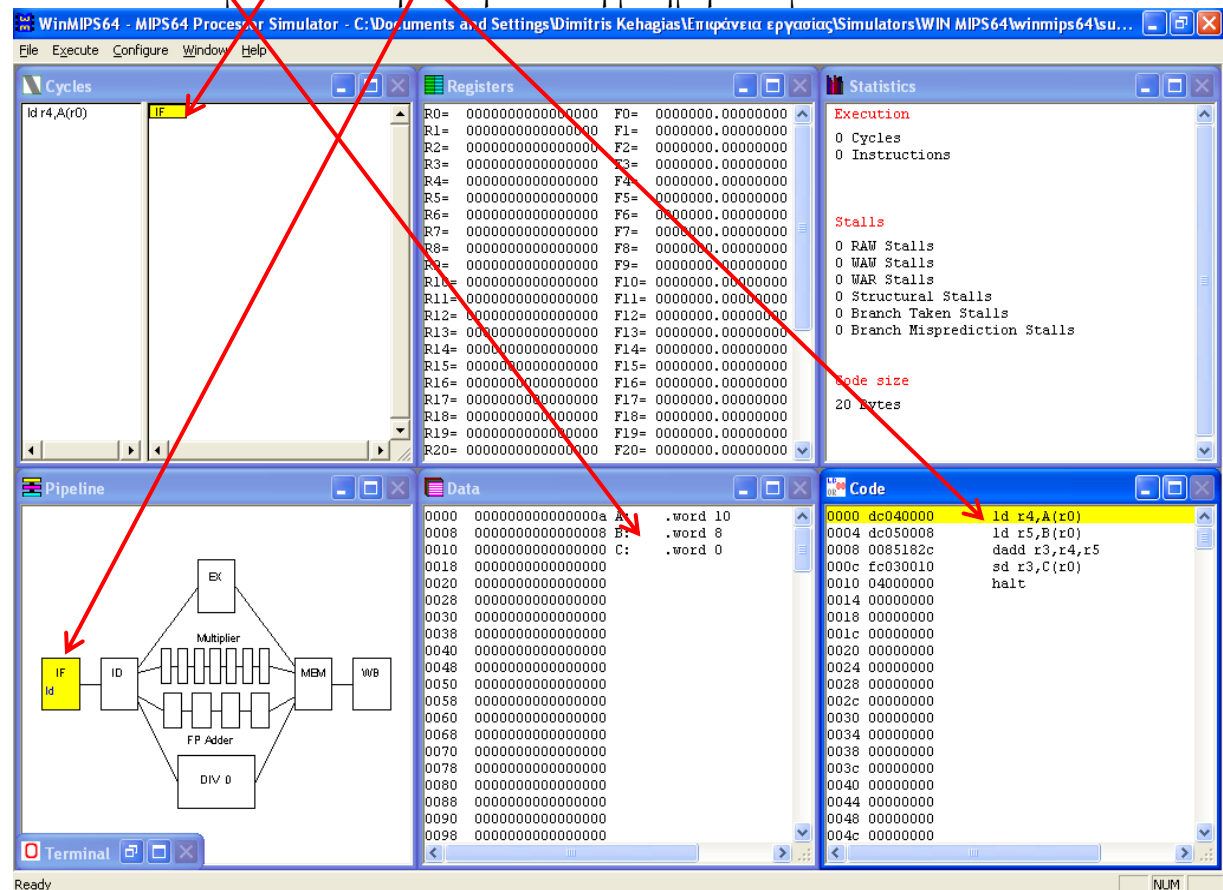 WinMIPS64 - MIPS64 Processor Simulator - C:\Documents and Settings\Dimitris Kehagias\Επιφάνεια εργασίας\Simulators\WIN MIPS64\winmips64\su...
File Execute Configure Window Help
Cycles
ld r4,A(r0)
IF
Registers
R0= 0000000000000000 F0= 0000000.00000000
R1= 0000000000000000 F1= 0000000.00000000
R2= 0000000000000000 F2= 0000000.00000000
R3= 0000000000000000 F3= 0000000.00000000
R4= 0000000000000000 F4= 0000000.00000000
R5= 0000000000000000 F5= 0000000.00000000
R6= 0000000000000000 F6= 0000000.00000000
R7= 0000000000000000 F7= 0000000.00000000
R8= 0000000000000000 F8= 0000000.00000000
R9= 0000000000000000 F9= 0000000.00000000
R10= 0000000000000000 F10= 0000000.00000000
R11= 0000000000000000 F11= 0000000.00000000
R12= 0000000000000000 F12= 0000000.00000000
R13= 0000000000000000 F13= 0000000.00000000
R14= 0000000000000000 F14= 0000000.00000000
R15= 0000000000000000 F15= 0000000.00000000
R16= 0000000000000000 F16= 0000000.00000000
R17= 0000000000000000 F17= 0000000.00000000
R18= 0000000000000000 F18= 0000000.00000000
R19= 0000000000000000 F19= 0000000.00000000
R20= 0000000000000000 F20= 0000000.00000000
Statistics
Execution
0 Cycles
0 Instructions
Stalls
0 RAW Stalls
0 WAW Stalls
0 WAR Stalls
0 Structural Stalls
0 Branch Taken Stalls
0 Branch Misprediction Stalls
Code size
20 Bytes
Pipeline
EX
Multiplier
IF
ld
ID
MEM
WB
FP Adder
DIV 0
Terminal
Data
0000 000000000000000a A: .word 10
0008 0000000000000008 B: .word 8
0010 0000000000000000 C: .word 0
0018 0000000000000000
0020 0000000000000000
0028 0000000000000000
0030 0000000000000000
0038 0000000000000000
0040 0000000000000000
0048 0000000000000000
0050 0000000000000000
0058 0000000000000000
0060 0000000000000000
0068 0000000000000000
0070 0000000000000000
0078 0000000000000000
0080 0000000000000000
0088 0000000000000000
0090 0000000000000000
0098 0000000000000000
Code
0000 dc040000 ld r4,A(r0)
0004 dc050008 ld r5,B(r0)
0008 0085182c dadd r3,r4,r5
000c fc030010 sd r3,C(r0)
0010 04000000 halt
0014 00000000
0018 00000000
001c 00000000
0020 00000000
0024 00000000
0028 00000000
002c 00000000
0030 00000000
0034 00000000
0038 00000000
003c 00000000
0040 00000000
0044 00000000
0048 00000000
004c 00000000
Ready
NUM